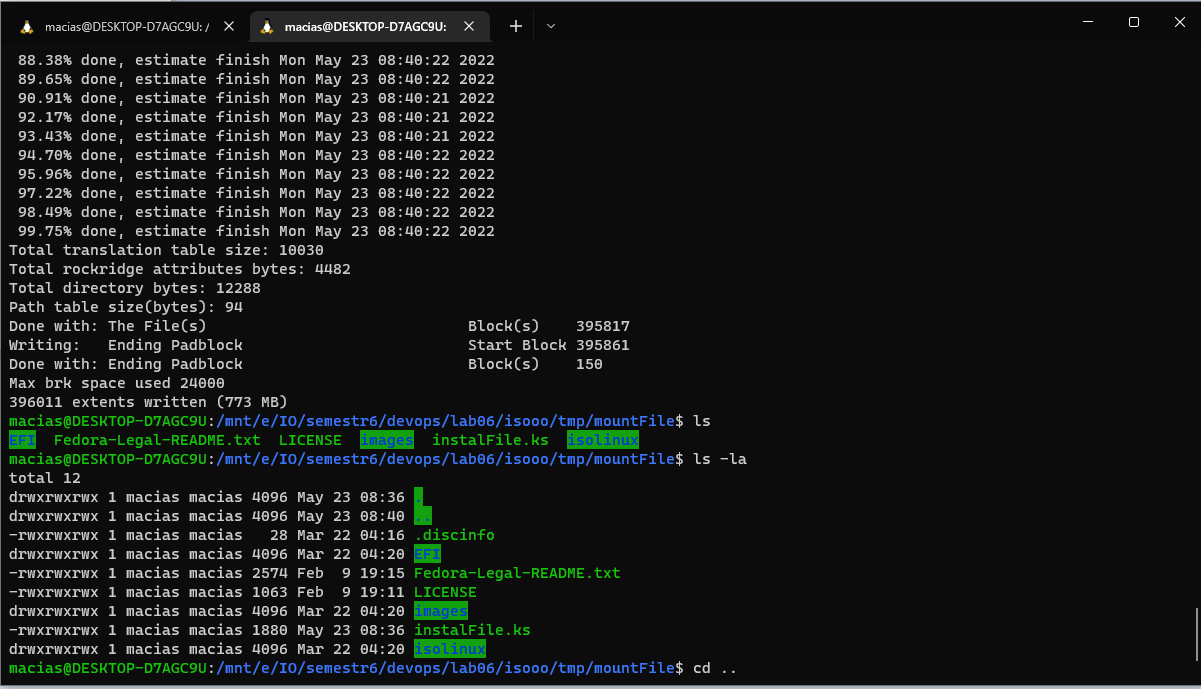 macias@DESKTOP-D7AGC9U: / macias@DESKTOP-D7AGC9U:
 88.38% done, estimate finish Mon May 23 08:40:22 2022
 89.65% done, estimate finish Mon May 23 08:40:22 2022
 90.91% done, estimate finish Mon May 23 08:40:21 2022
 92.17% done, estimate finish Mon May 23 08:40:21 2022
 93.43% done, estimate finish Mon May 23 08:40:21 2022
 94.70% done, estimate finish Mon May 23 08:40:22 2022
 95.96% done, estimate finish Mon May 23 08:40:22 2022
 97.22% done, estimate finish Mon May 23 08:40:22 2022
 98.49% done, estimate finish Mon May 23 08:40:22 2022
 99.75% done, estimate finish Mon May 23 08:40:22 2022
Total translation table size: 10030
Total rockridge attributes bytes: 4482
Total directory bytes: 12288
Path table size(bytes): 94
Done with: The File(s)                             Block(s)    395817
Writing:   Ending Padblock                         Start Block 395861
Done with: Ending Padblock                         Block(s)    150
Max brk space used 24000
396011 extents written (773 MB)
macias@DESKTOP-D7AGC9U:/mnt/e/IO/semestr6/devops/lab06/isooo/tmp/mountFile$ ls
EFI  Fedora-Legal-README.txt  LICENSE  images  instalFile.ks  isolinux
macias@DESKTOP-D7AGC9U:/mnt/e/IO/semestr6/devops/lab06/isooo/tmp/mountFile$ ls -la
total 12
drwxrwxrwx 1 macias macias 4096 May 23 08:36 .
drwxrwxrwx 1 macias macias 4096 May 23 08:40 ..
-rwxrwxrwx 1 macias macias   28 Mar 22 04:16 .discinfo
drwxrwxrwx 1 macias macias 4096 Mar 22 04:20 EFI
-rwxrwxrwx 1 macias macias 2574 Feb  9 19:15 Fedora-Legal-README.txt
-rwxrwxrwx 1 macias macias 1063 Feb  9 19:11 LICENSE
drwxrwxrwx 1 macias macias 4096 Mar 22 04:20 images
-rwxrwxrwx 1 macias macias 1880 May 23 08:36 instalFile.ks
drwxrwxrwx 1 macias macias 4096 Mar 22 04:20 isolinux
macias@DESKTOP-D7AGC9U:/mnt/e/IO/semestr6/devops/lab06/isooo/tmp/mountFile$ cd ..